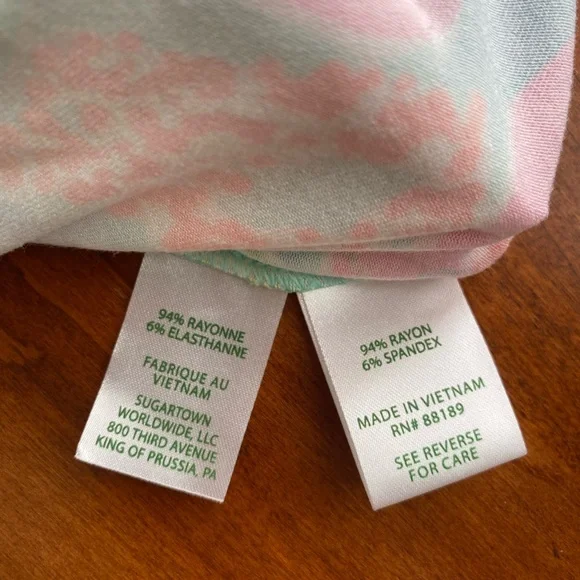 94% RAYONNE
6% ELASTHANNE
FABRIQUE AU
VIETNAM
SUGARTOWN
WORLDWIDE, LLC
800 THIRD AVENUE
KING OF PRUSSIA, PA
94% RAYON
6% SPANDEX
MADE IN VIETNAM
RN# 88189
SEE REVERSE
FOR CARE